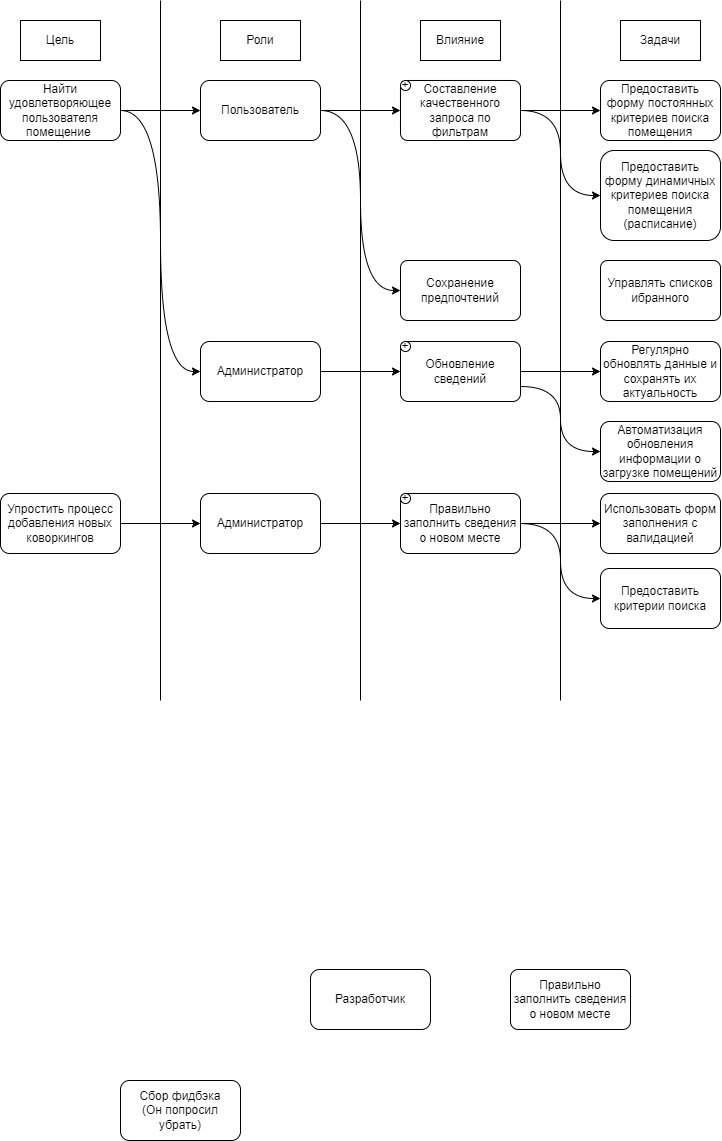 Цель
Роли
Влияние
Задачи
Найти
удовлетворяющее
пользователя
помещение
Пользователь
+
Составление
качественного
запроса по
фильтрам
Предоставить
форму постоянных
критериев поиска
помещения
Предоставить
форму динамичных
критериев поиска
помещения
(расписание)
Сохранение
предпочтений
Управлять списков
ибранного
Администратор
+
Обновление
сведений
Регулярно
обновлять данные и
сохранять их
актуальность
Автоматизация
обновления
информации о
загрузке помещений
Упростить процесс
добавления новых
коворкингов
Администратор
+
Правильно
заполнить сведения
о новом месте
Использовать форм
заполнения с
валидацией
Предоставить
критерии поиска
Разработчик
Правильно
заполнить сведения
о новом месте
Сбор фидбэка
(Он попросил
убрать)